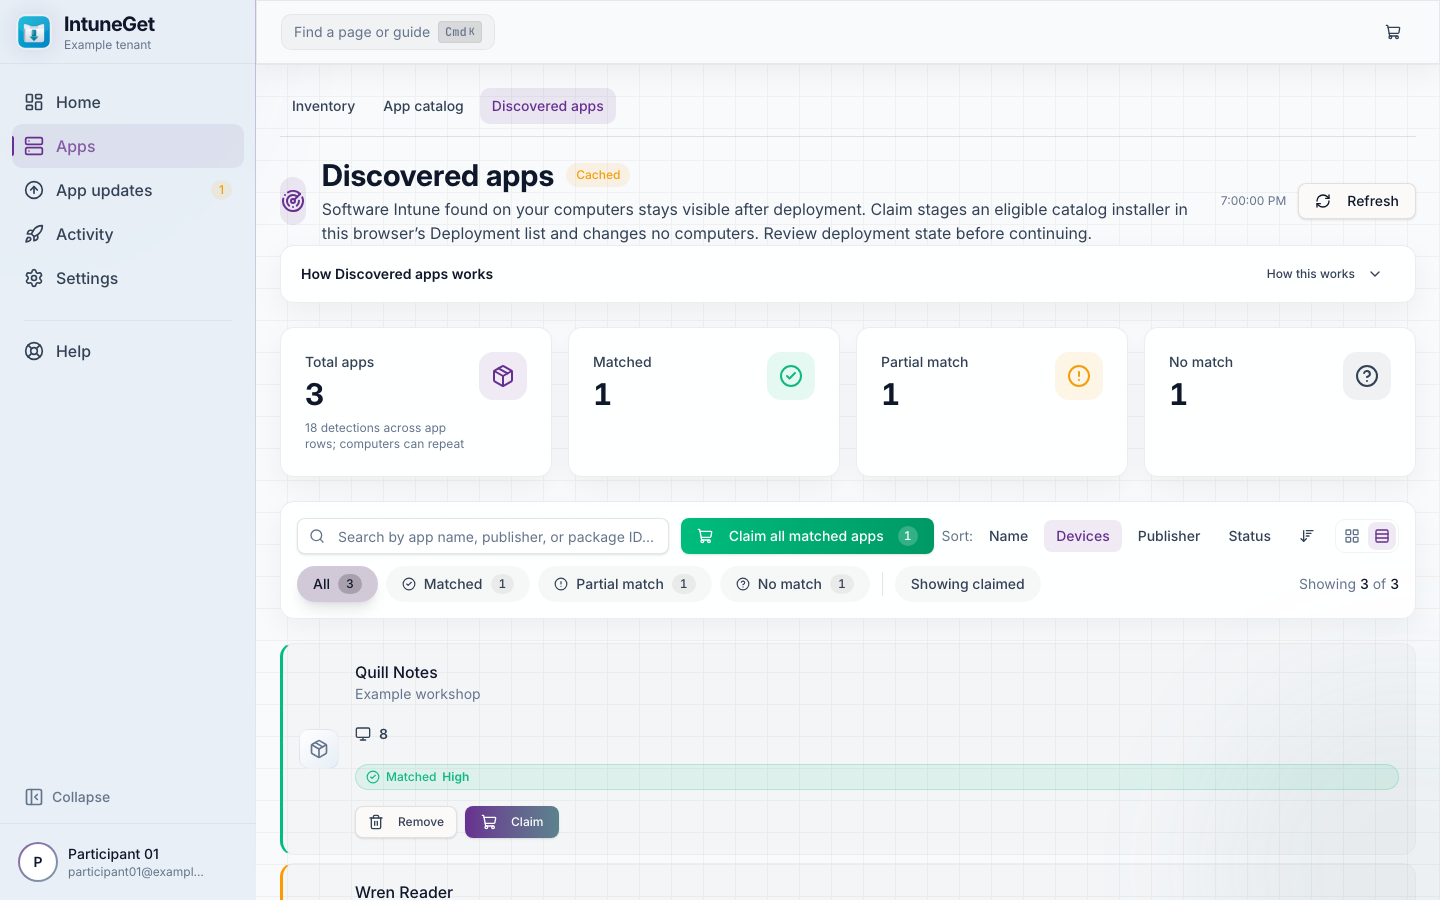 IntuneGet
Example tenant
Find a page or guide Cmd K
Home
Apps
App updates 1
Activity
Settings
Help
Collapse
P
Participant 01
participant01@exampl...
Inventory App catalog Discovered apps
Discovered apps Cached
Software Intune found on your computers stays visible after deployment. Claim stages an eligible catalog installer in
this browser’s Deployment list and changes no computers. Review deployment state before continuing.
7:00:00 PM Refresh
How Discovered apps works How this works
Total apps
3
18 detections across app
rows; computers can repeat
Matched
1
Partial match
1
No match
1
Search by app name, publisher, or package ID... Claim all matched apps 1 Sort: Name Devices Publisher Status
All 3 Matched 1 Partial match 1 No match 1 Showing claimed Showing 3 of 3
Quill Notes
Example workshop
8
Matched High
Remove Claim
Wren Reader